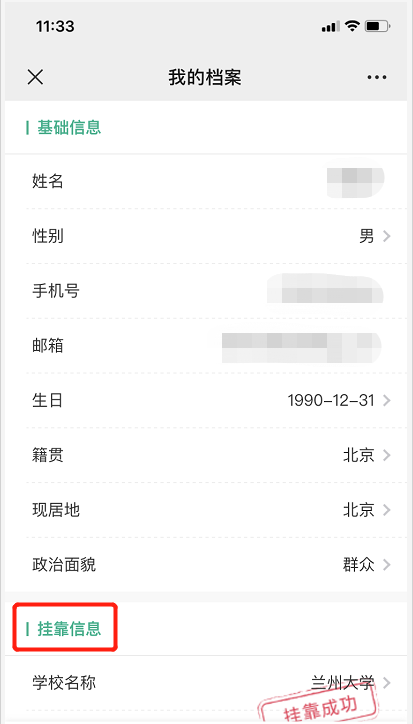 11:33
我的档案
基础信息
姓名
性别 男
手机号
邮箱
生日 1990-12-31
籍贯 北京
现居地 北京
政治面貌 群众
挂靠信息
学校名称 兰州大学
挂靠成功